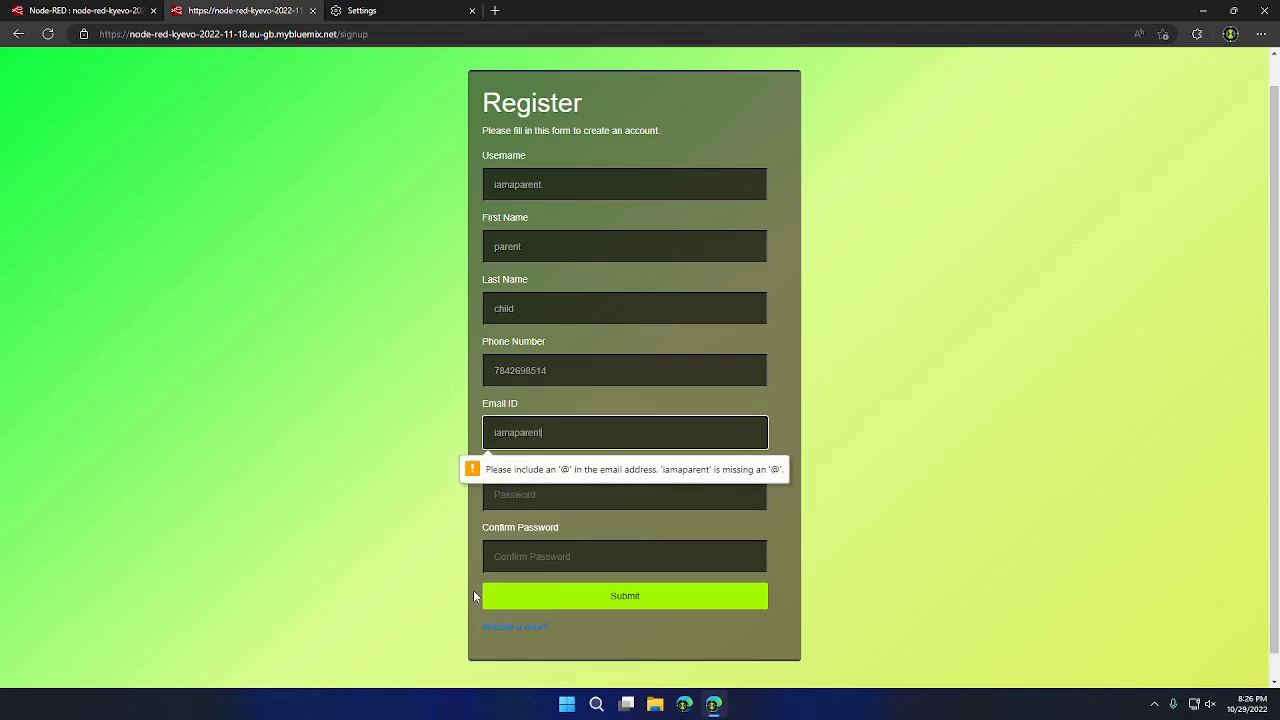 Node-RED : node-red-kyevo-2022-
https://node-red-kyevo-2022-11-
Settings
https://node-red-kyevo-2022-11-18.eu-gb.mybluemix.net/signup
Register
Please fill in this form to create an account.
Username
iamaparent
First Name
parent
Last Name
child
Phone Number
7842698514
Email ID
iamaparent
Please include an '@' in the email address. 'iamaparent' is missing an '@'.
Password
Confirm Password
Confirm Password
Submit
Already a user?
8:26 PM
10/29/2022